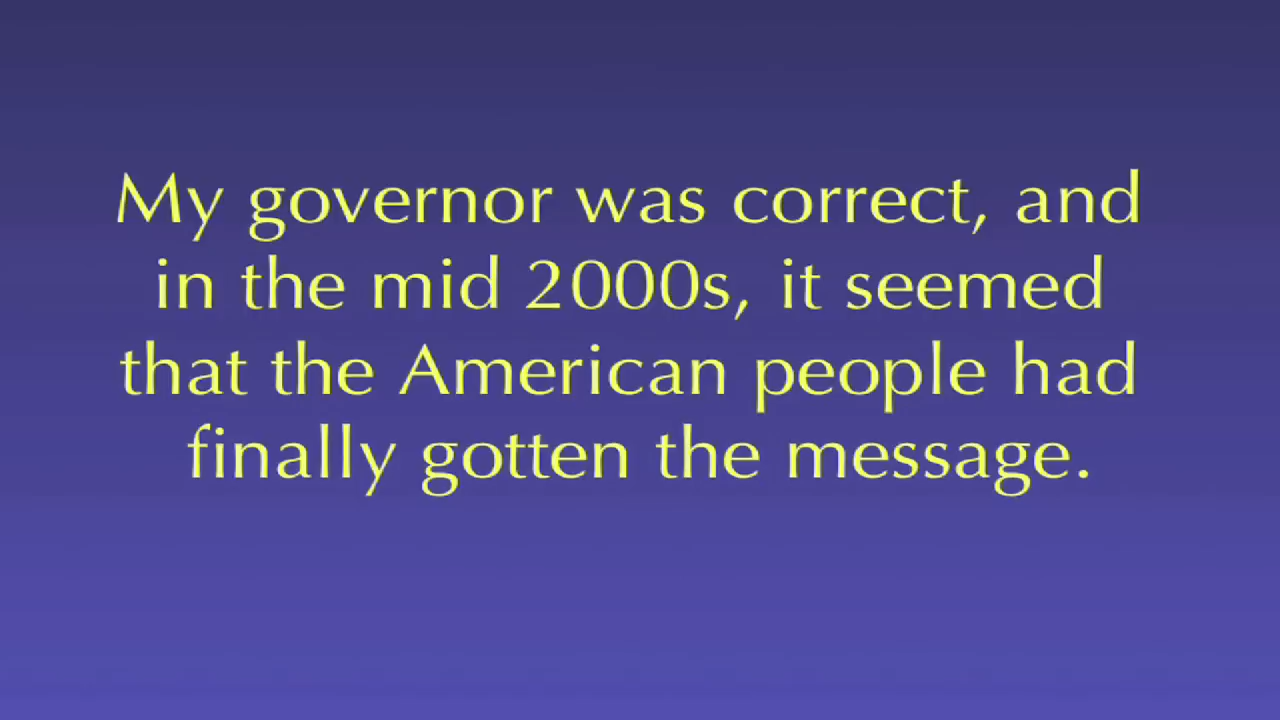 My governor was correct, and
in the mid 2000s, it seemed
that the American people had
finally gotten the message.